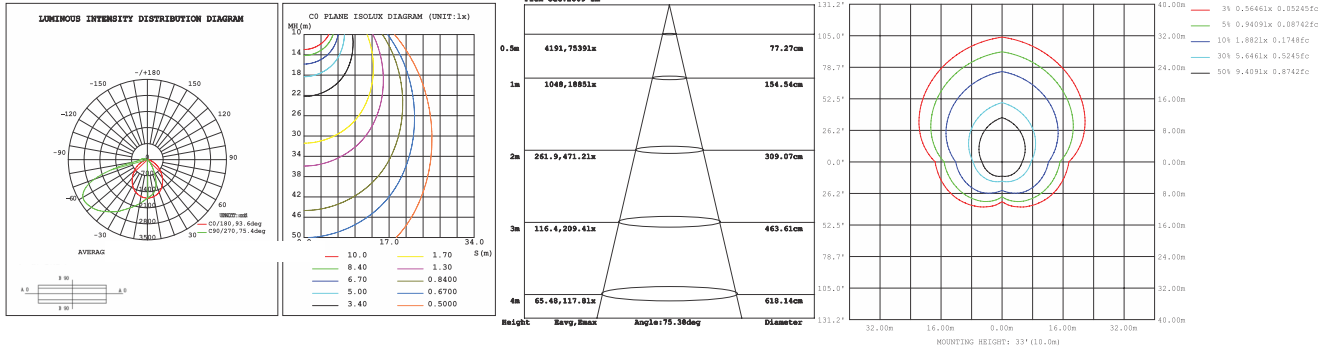 LUMINOUS INTENSITY DISTRIBUTION DIAGRAM
-/+180
-150
150
-120
120
-90
90
-60
60
-30
30
0
700
1400
2100
2800
3500
C0/180,93.6deg
C90/270,75.4deg
AVERAG
C0 PLANE ISOLUX DIAGRAM (UNIT:lx)
MH(m)
10
14
18
22
26
30
34
38
42
46
50
17.0
34.0
S(m)
10.0
1.70
8.40
1.30
6.70
0.8400
5.00
0.6700
3.40
0.5000
0.5m
4191,7539lx
77.27cm
1m
1048,1885lx
154.54cm
2m
261.9,471.2lx
309.07cm
3m
116.4,209.4lx
463.61cm
4m
65.48,117.8lx
618.14cm
Height
Eavg,Emax
Angle:75.38deg
Diameter
131.2'
105.0'
78.7'
52.5'
26.2'
0.0'
26.2'
52.5'
78.7'
105.0'
131.2'
40.00m
32.00m
24.00m
16.00m
8.00m
0.00m
8.00m
16.00m
24.00m
32.00m
40.00m
32.00m
16.00m
0.00m
16.00m
32.00m
MOUNTING HEIGHT: 33'(10.0m)
3% 0.5646lx 0.05245fc
5% 0.9409lx 0.08742fc
10% 1.882lx 0.1748fc
30% 5.646lx 0.5245fc
50% 9.409lx 0.8742fc